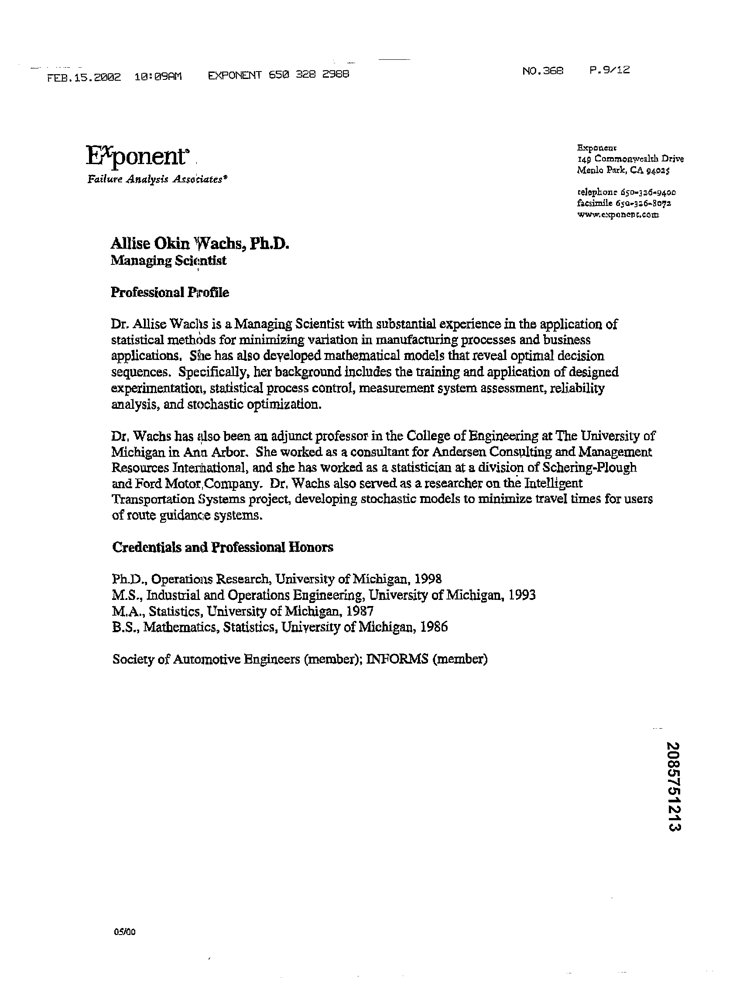 FEB.15.2002 10:09AM EXPONENT 650 328 2988 NO.368 P.9/12
Exponent®
Failure Analysis Associates®
Exponent
149 Commonwealth Drive
Menlo Park, CA 94025
telephone 650-326-9400
facsimile 650-326-8072
www.exponent.com
Allise Okin Wachs, Ph.D.
Managing Scientist
Professional Profile
Dr. Allise Wachs is a Managing Scientist with substantial experience in the application of
statistical methods for minimizing variation in manufacturing processes and business
applications. She has also developed mathematical models that reveal optimal decision
sequences. Specifically, her background includes the training and application of designed
experimentation, statistical process control, measurement system assessment, reliability
analysis, and stochastic optimization.
Dr. Wachs has also been an adjunct professor in the College of Engineering at The University of
Michigan in Ann Arbor. She worked as a consultant for Andersen Consulting and Management
Resources International, and she has worked as a statistician at a division of Schering-Plough
and Ford Motor Company. Dr. Wachs also served as a researcher on the Intelligent
Transportation Systems project, developing stochastic models to minimize travel times for users
of route guidance systems.
Credentials and Professional Honors
Ph.D., Operations Research, University of Michigan, 1998
M.S., Industrial and Operations Engineering, University of Michigan, 1993
M.A., Statistics, University of Michigan, 1987
B.S., Mathematics, Statistics, University of Michigan, 1986
Society of Automotive Engineers (member); INFORMS (member)
2085751213
05/00